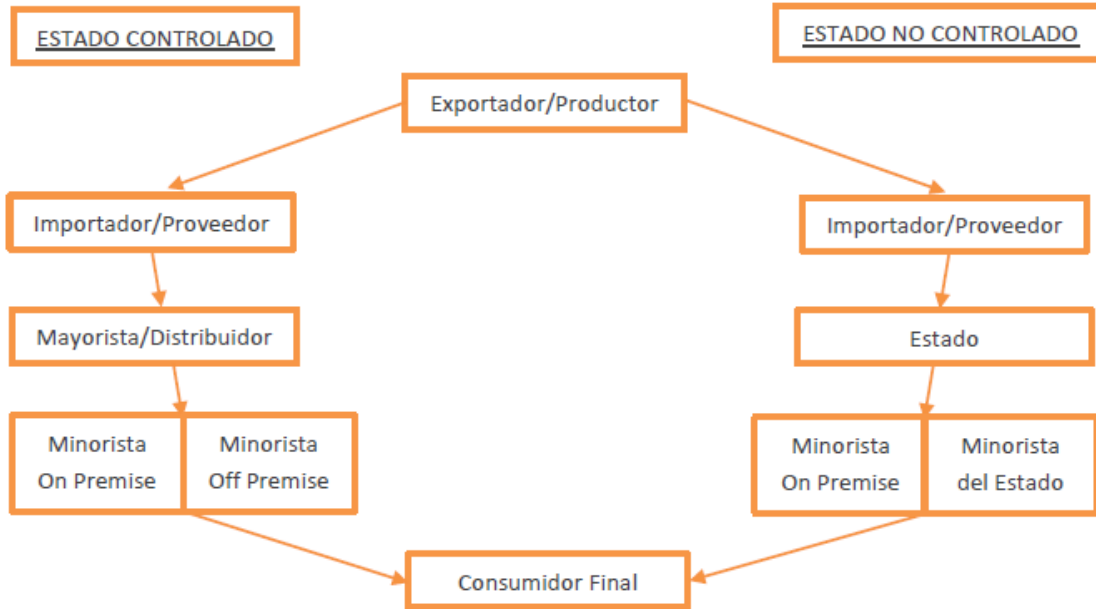 ESTADO CONTROLADO
ESTADO NO CONTROLADO
Exportador/Productor
Importador/Proveedor
Importador/Proveedor
Mayorista/Distribuidor
Estado
Minorista
On Premise
Minorista
Off Premise
Minorista
On Premise
Minorista
del Estado
Consumidor Final